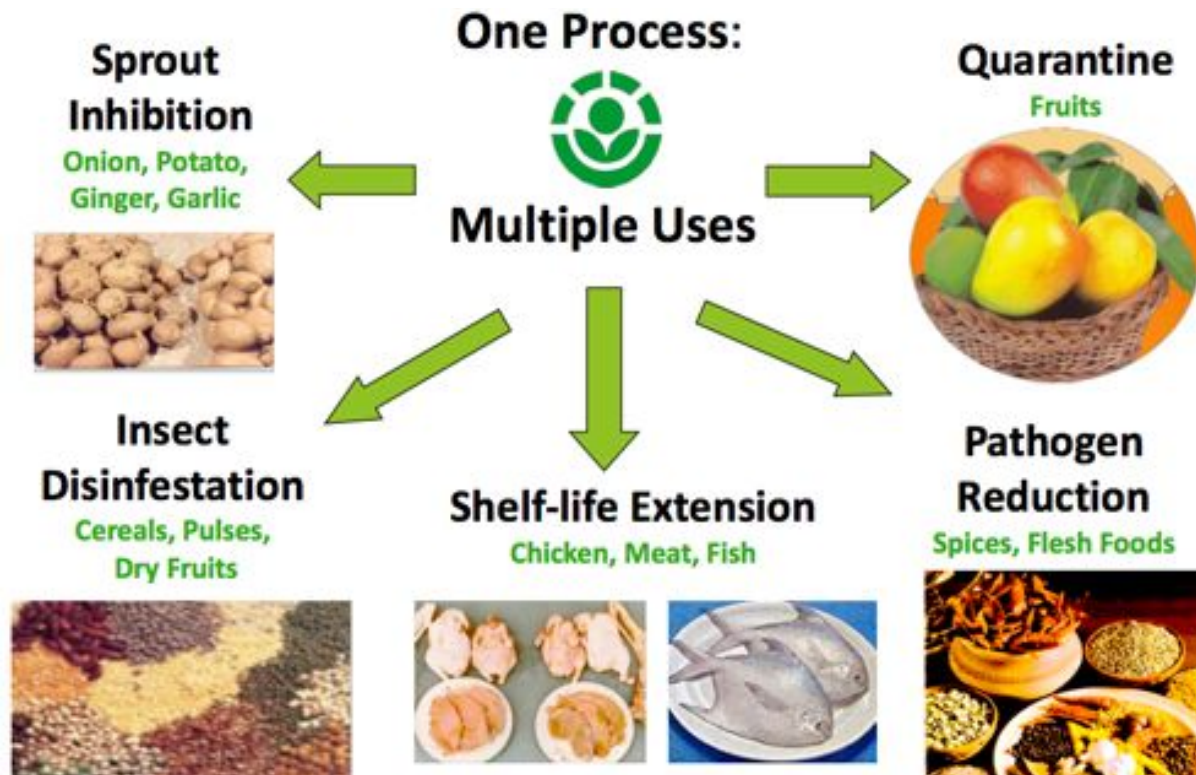 One Process:
Multiple Uses
Sprout
Inhibition
Onion, Potato,
Ginger, Garlic
Quarantine
Fruits
Insect
Disinfestation
Cereals, Pulses,
Dry Fruits
Shelf-life Extension
Chicken, Meat, Fish
Pathogen
Reduction
Spices, Flesh Foods